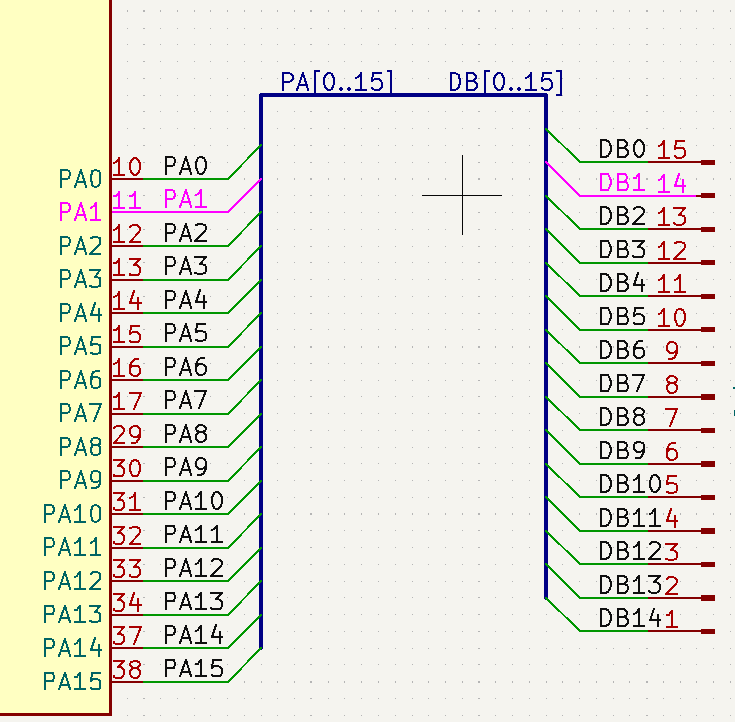 PA[0..15] DB[0..15]
PA0 10 PA0 DB0 15
PA1 11 PA1 DB1 14
PA2 12 PA2 DB2 13
PA3 13 PA3 DB3 12
PA4 14 PA4 DB4 11
PA5 15 PA5 DB5 10
PA6 16 PA6 DB6 9
PA7 17 PA7 DB7 8
PA8 29 PA8 DB8 7
PA9 30 PA9 DB9 6
PA10 31 PA10 DB10 5
PA11 32 PA11 DB11 4
PA12 33 PA12 DB12 3
PA13 34 PA13 DB13 2
PA14 37 PA14 DB14 1
PA15 38 PA15